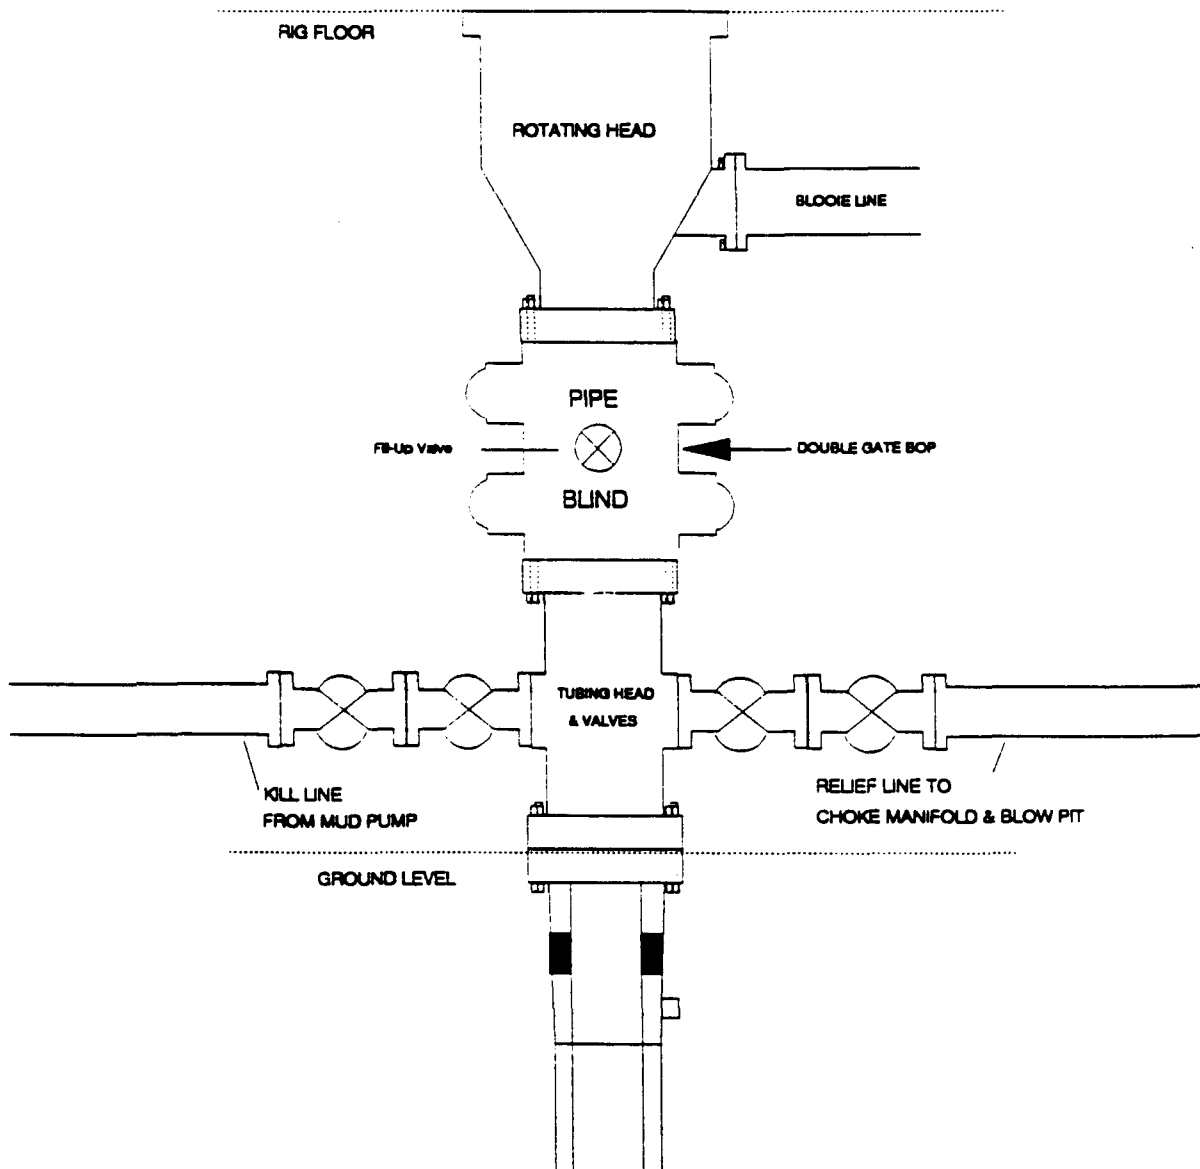 RIG FLOOR
ROTATING HEAD
BLOOIE LINE
PIPE
Fill-Up Valve
DOUBLE GATE BOP
BLIND
TUBING HEAD
& VALVES
KILL LINE
FROM MUD PUMP
RELIEF LINE TO
CHOKE MANIFOLD & BLOW PIT
GROUND LEVEL